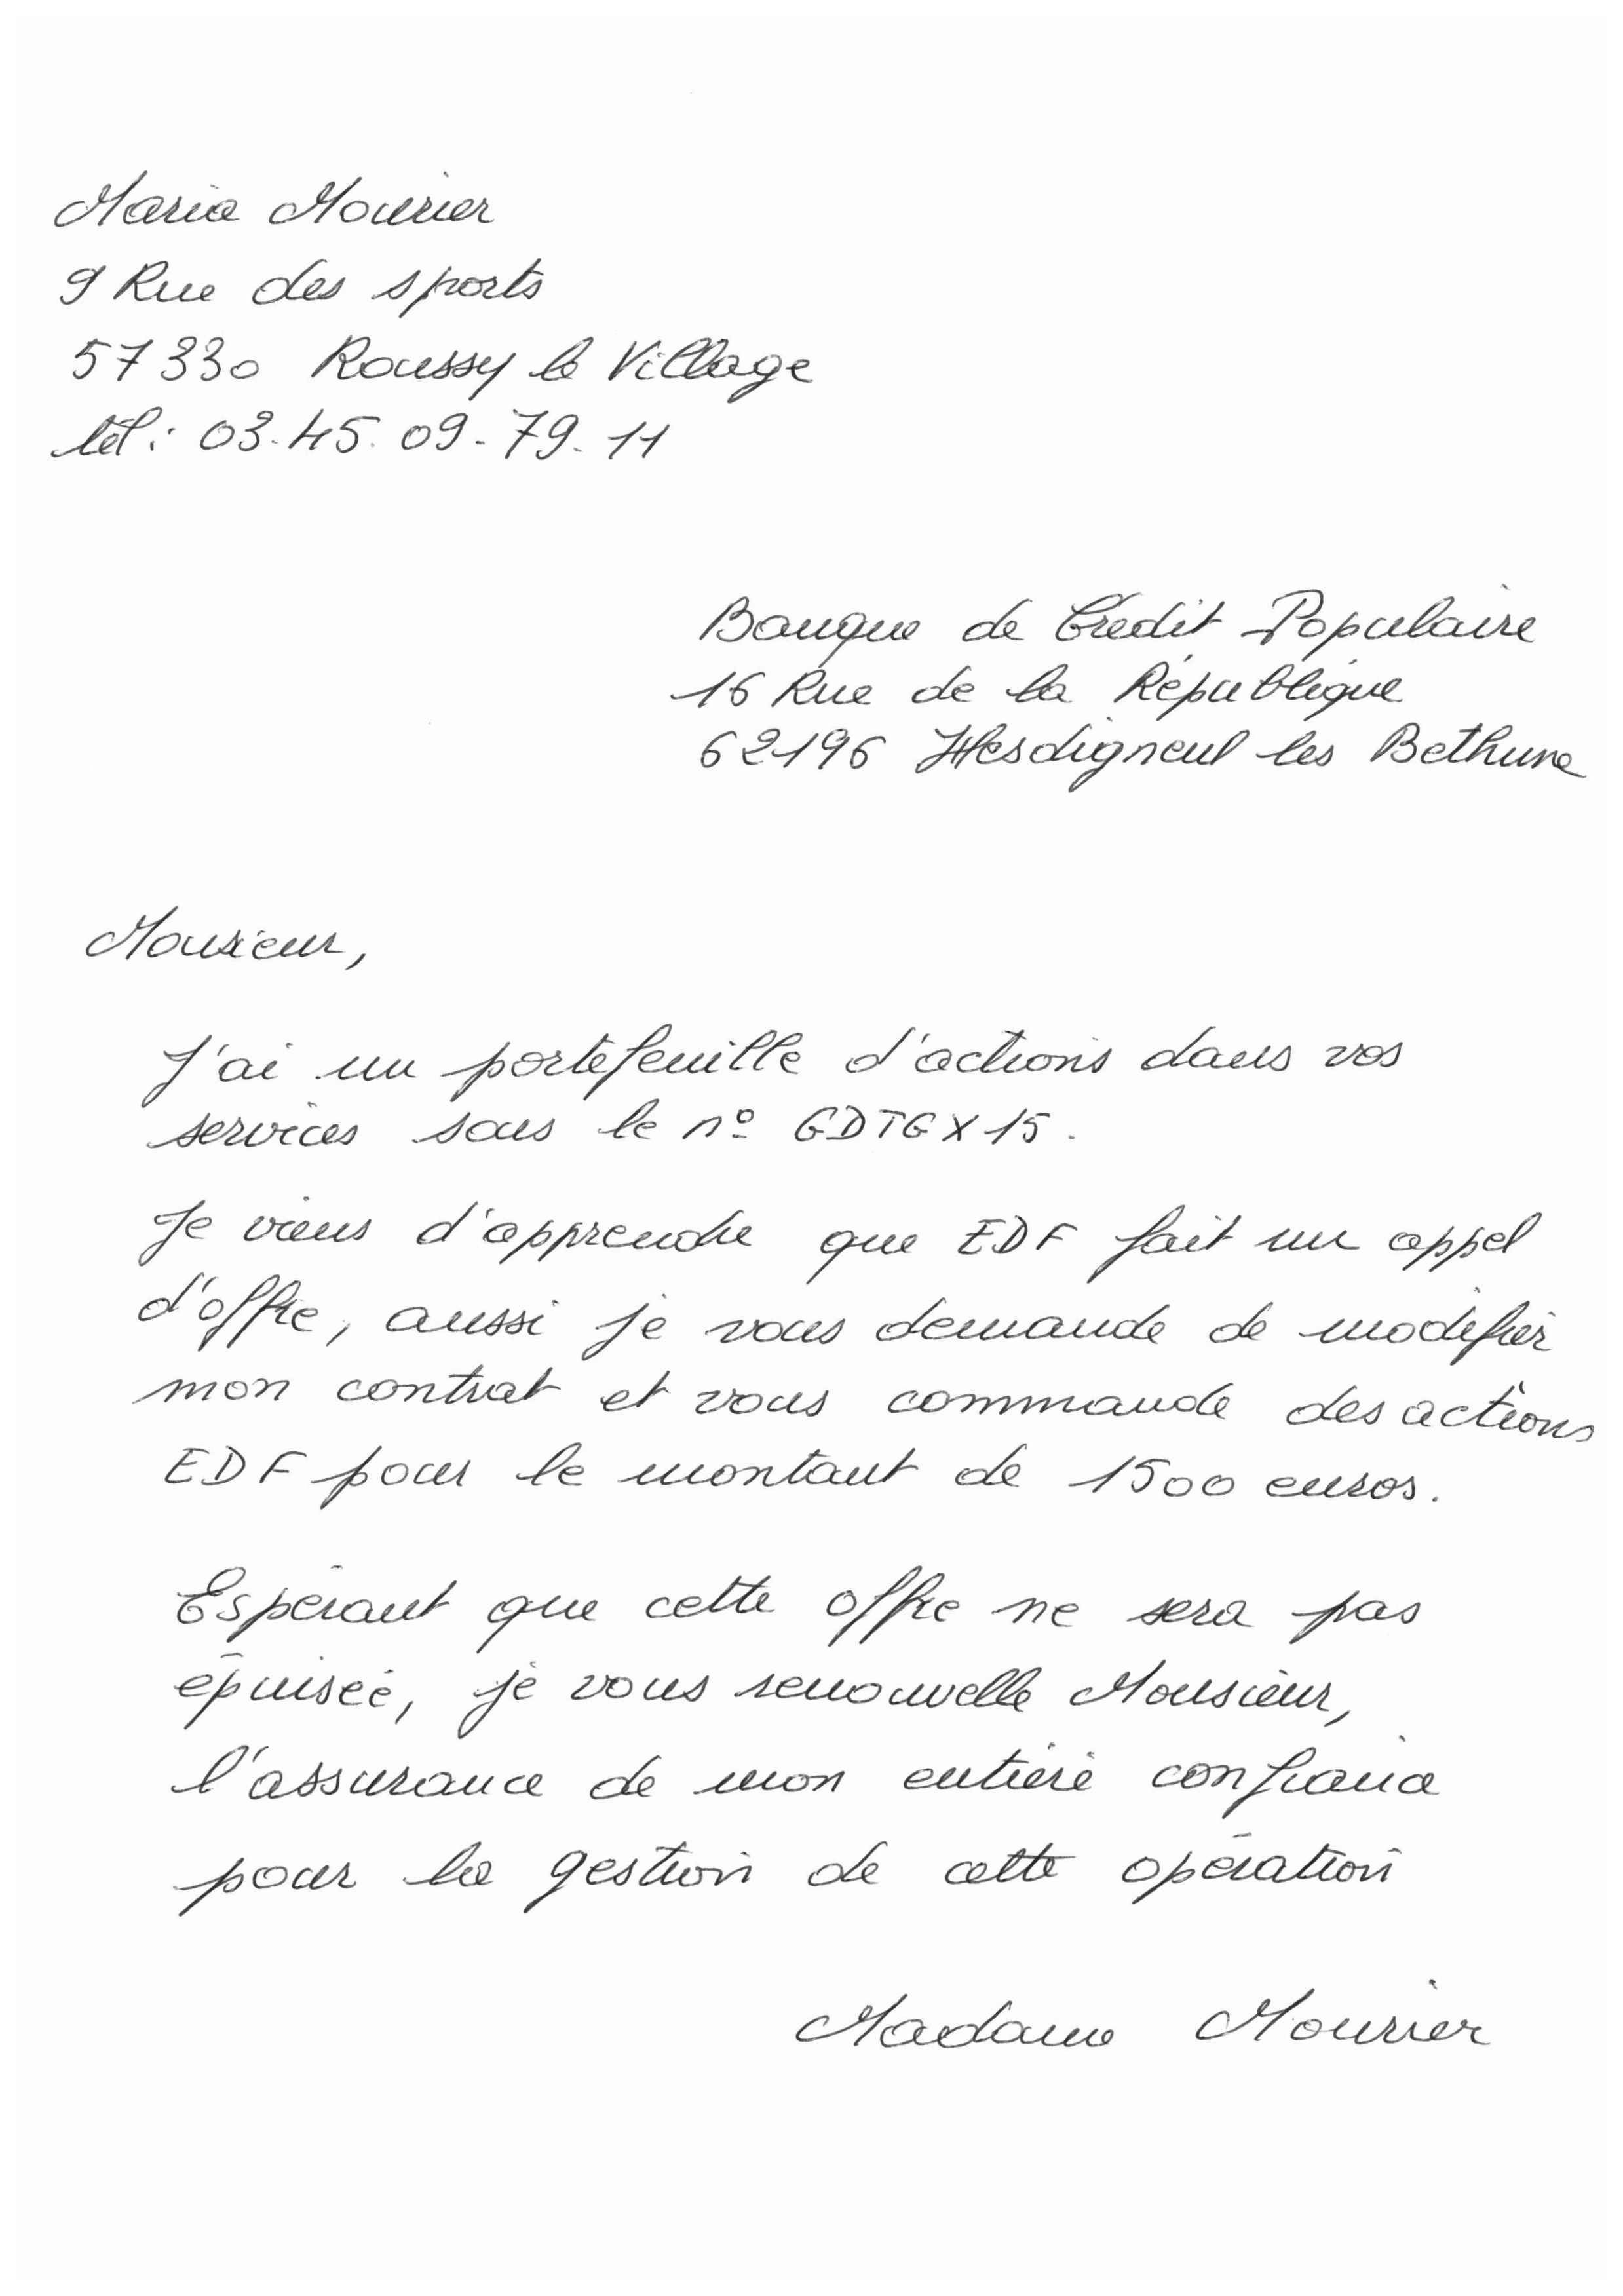 Maria Mourier
9 Rue des sports
57330 Roussy le Village
tél : 03.45.09.79.11
Banque de Crédit Populaire
16 Rue de la République
62196 Hesdigneul les Bethune
Monsieur,
J'ai un portefeuille d'actions dans vos
services sous le n° GDTGX15.
Je viens d'apprendre que EDF fait un appel
d'offre, aussi je vous demande de modifier
mon contrat et vous commande des actions
EDF pour le montant de 1500 euros.
Espérant que cette offre ne sera pas
épuisée, je vous renouvelle Monsieur,
l'assurance de mon entière confiance
pour la gestion de cette opération
Madame Mourier